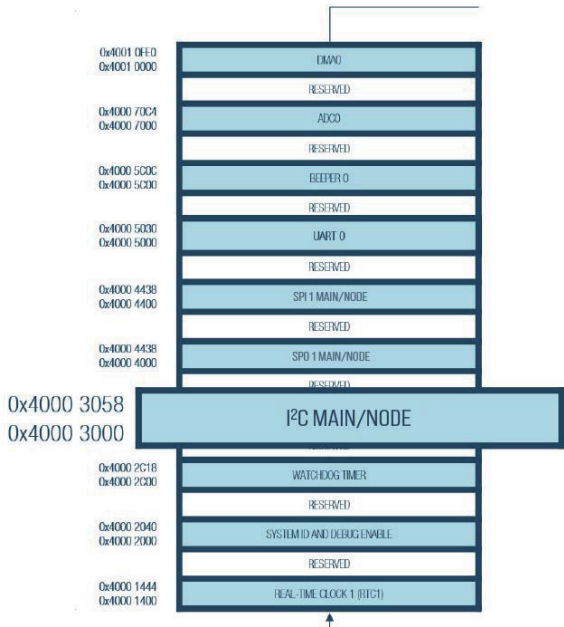 0x4001 0FE0
0x4001 0000
DMA0
RESERVED
0x4000 70C4
0x4000 7000
ADC0
RESERVED
0x4000 5C0C
0x4000 5C00
BEEPER 0
RESERVED
0x4000 5030
0x4000 5000
UART 0
RESERVED
0x4000 4438
0x4000 4400
SPI 1 MAIN/NODE
RESERVED
0x4000 4438
0x4000 4000
SP0 1 MAIN/NODE
RESERVED
0x4000 3058
0x4000 3000
I²C MAIN/NODE
RESERVED
0x4000 2C18
0x4000 2C00
WATCHDOG TIMER
RESERVED
0x4000 2040
0x4000 2000
SYSTEM ID AND DEBUG ENABLE
RESERVED
0x4000 1444
0x4000 1400
REAL-TIME CLOCK 1 (RTC1)